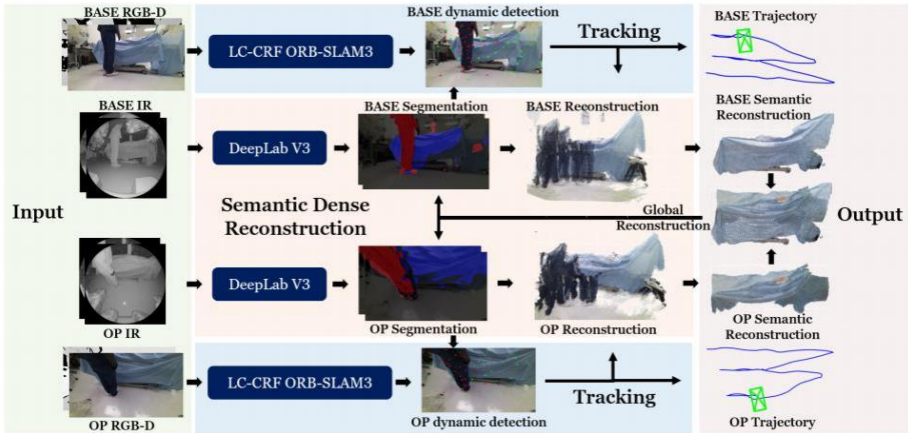 BASE RGB-D
LC-CRF ORB-SLAM3
BASE dynamic detection
Tracking
BASE Trajectory
BASE IR
DeepLab V3
BASE Segmentation
BASE Reconstruction
BASE Semantic
Reconstruction
Input
Semantic Dense
Reconstruction
Global
Reconstruction
Output
OP IR
DeepLab V3
OP Segmentation
OP Reconstruction
OP Semantic
Reconstruction
OP RGB-D
LC-CRF ORB-SLAM3
OP dynamic detection
Tracking
OP Trajectory